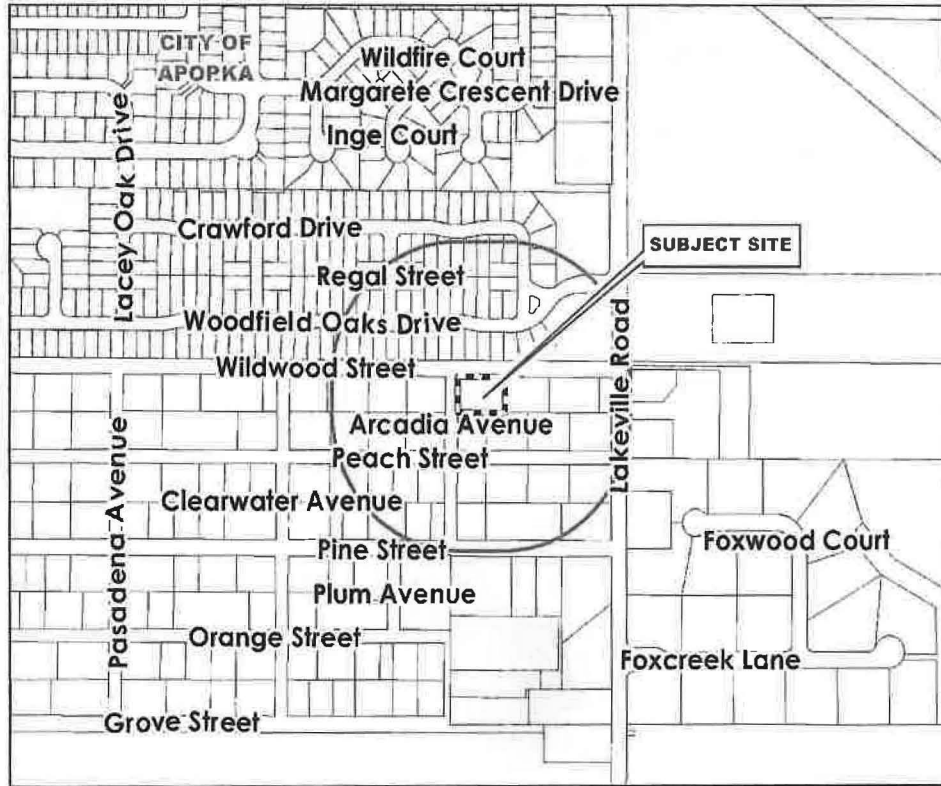 CITY OF
APOPKA
Wildfire Court
Margarete Crescent Drive
Inge Court
Lacey Oak Drive
Crawford Drive
SUBJECT SITE
Regal Street
Woodfield Oaks Drive
Wildwood Street
Lakeville Road
Arcadia Avenue
Peach Street
Pasadena Avenue
Clearwater Avenue
Pine Street
Foxwood Court
Plum Avenue
Orange Street
Foxcreek Lane
Grove Street